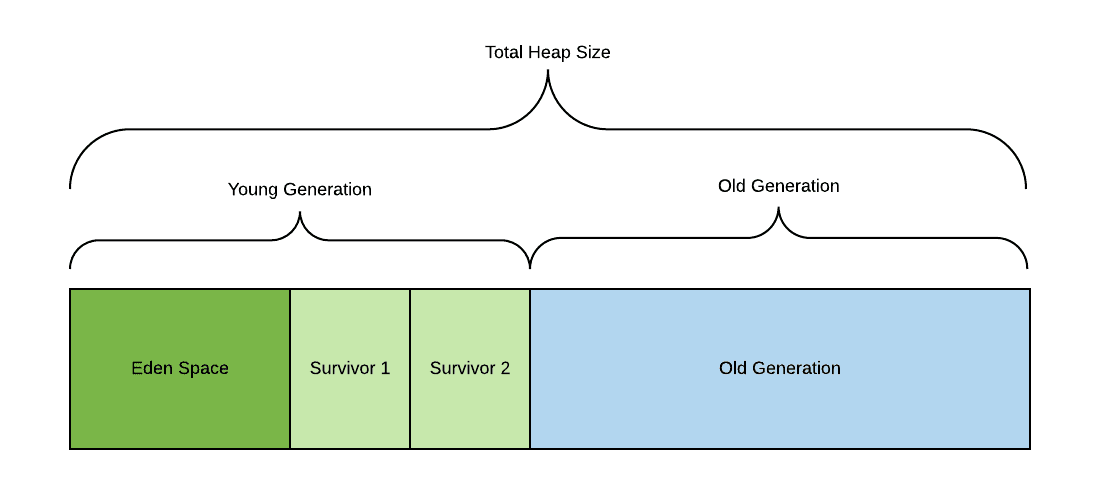 Total Heap Size
Young Generation
Old Generation
Eden Space
Survivor 1
Survivor 2
Old Generation